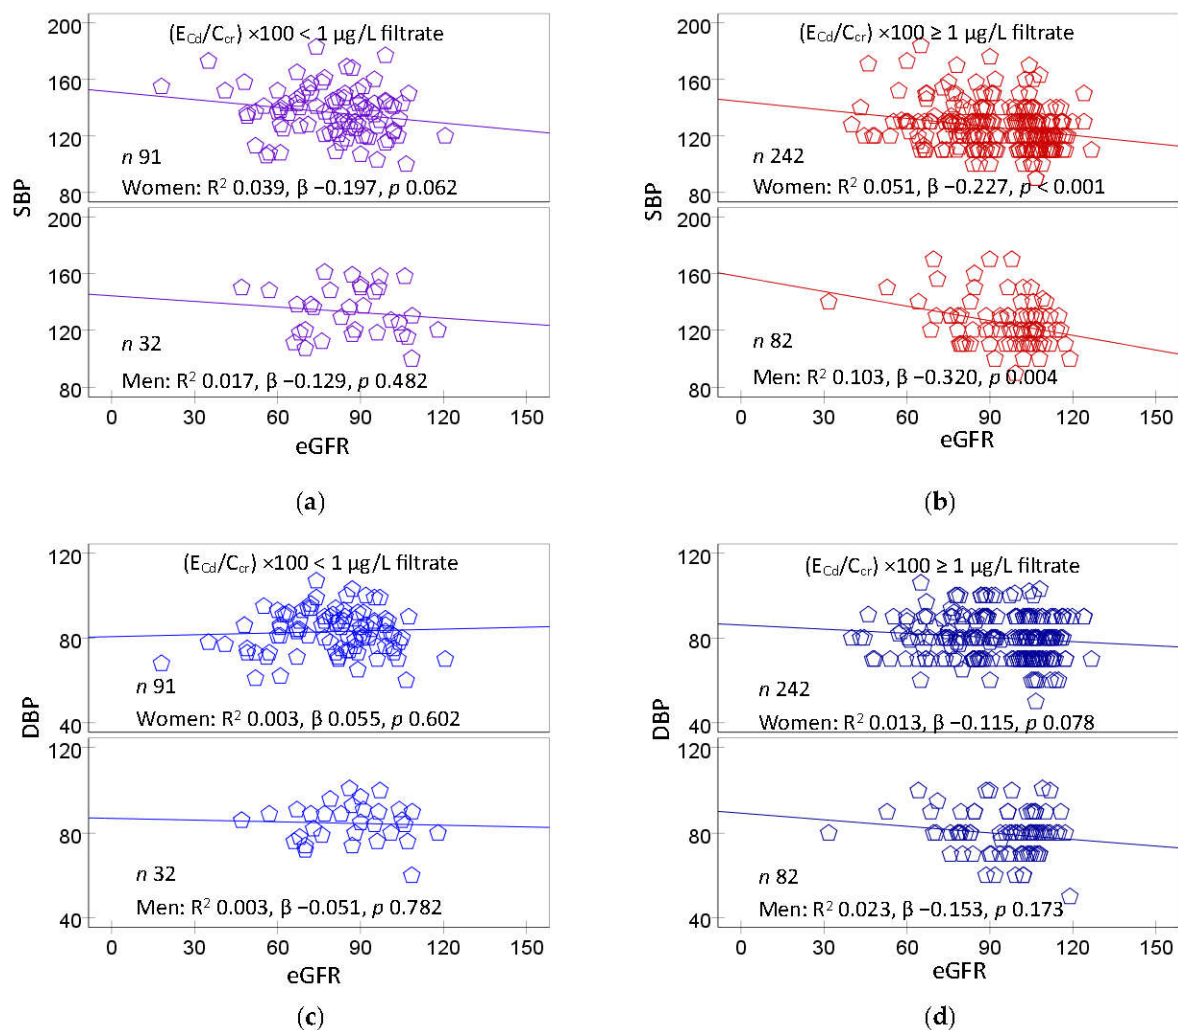 (E_Cd/C_cr) ×100 < 1 µg/L filtrate
200
160
120
80
SBP
n 91
Women: R² 0.039, β −0.197, p 0.062
200
160
120
80
n 32
Men: R² 0.017, β −0.129, p 0.482
0 30 60 90 120 150
eGFR
(a)
(E_Cd/C_cr) ×100 ≥ 1 µg/L filtrate
200
160
120
80
SBP
n 242
Women: R² 0.051, β −0.227, p < 0.001
200
160
120
80
n 82
Men: R² 0.103, β −0.320, p 0.004
0 30 60 90 120 150
eGFR
(b)
(E_Cd/C_cr) ×100 < 1 µg/L filtrate
120
80
40
DBP
n 91
Women: R² 0.003, β 0.055, p 0.602
120
80
40
n 32
Men: R² 0.003, β −0.051, p 0.782
0 30 60 90 120 150
eGFR
(c)
(E_Cd/C_cr) ×100 ≥ 1 µg/L filtrate
120
80
40
DBP
n 242
Women: R² 0.013, β −0.115, p 0.078
120
80
40
n 82
Men: R² 0.023, β −0.153, p 0.173
0 30 60 90 120 150
eGFR
(d)